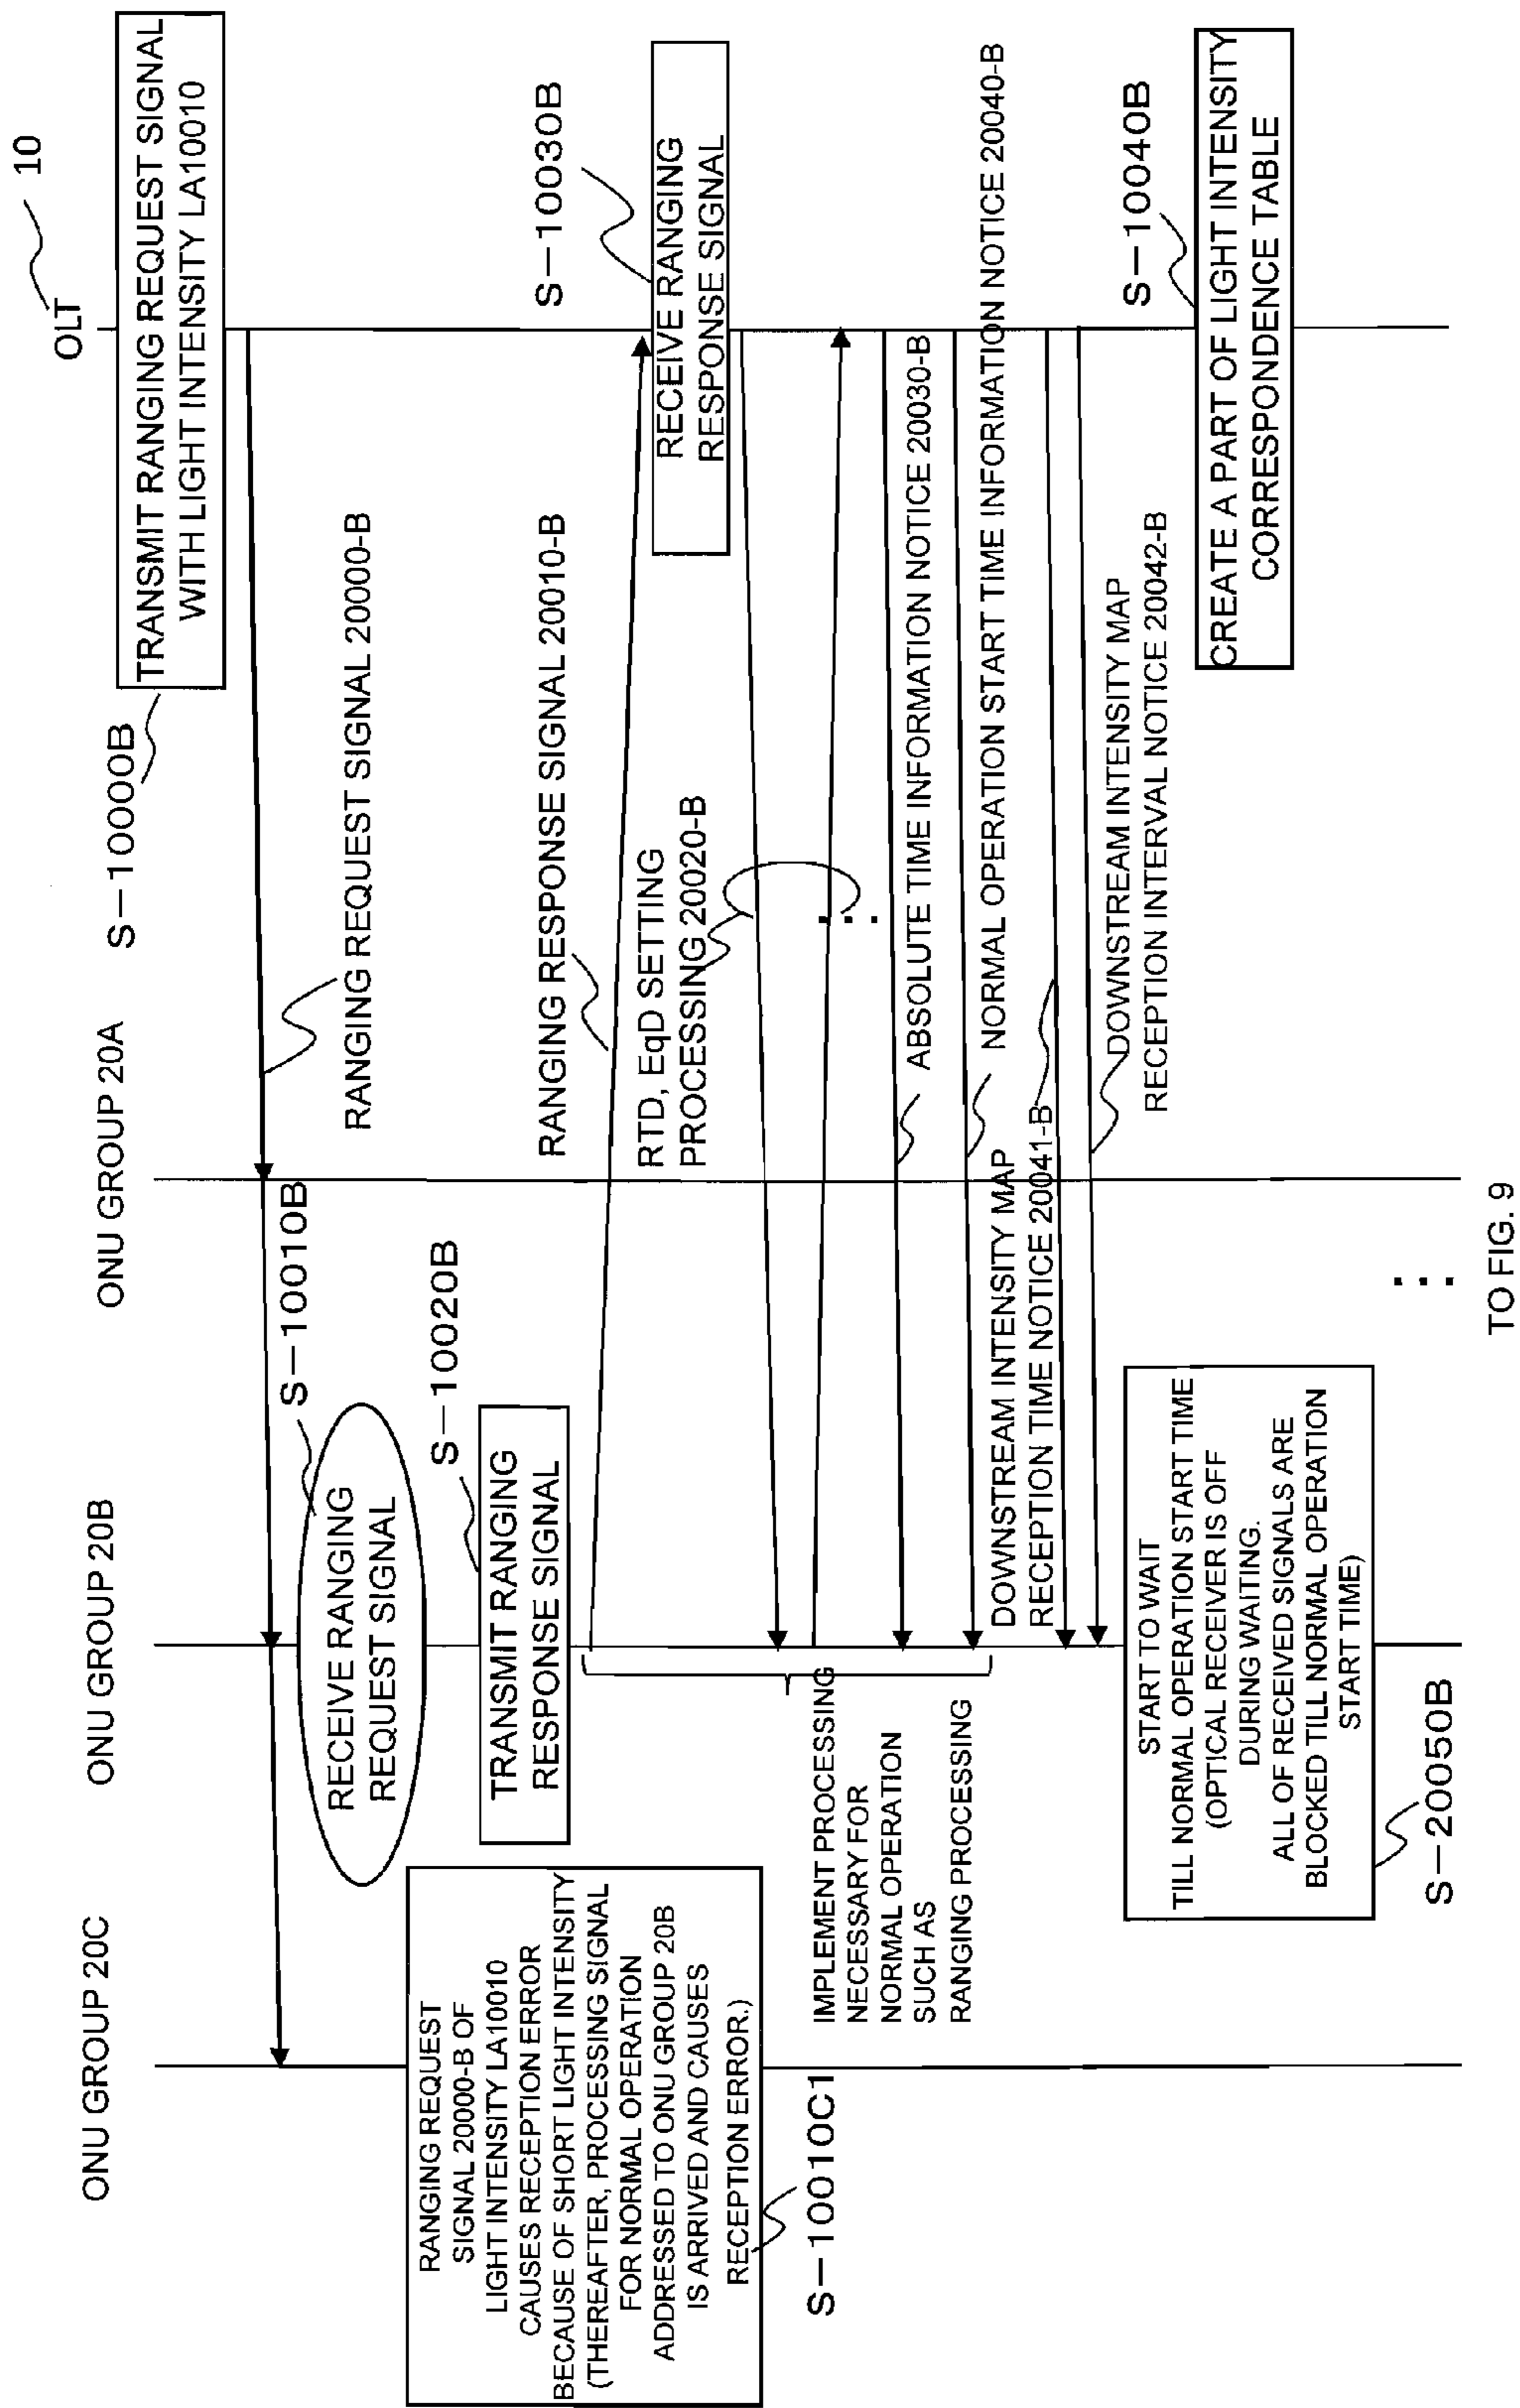 ONU GROUP 20C
ONU GROUP 20B
ONU GROUP 20A
OLT
10
S-10000B
TRANSMIT RANGING REQUEST SIGNAL
WITH LIGHT INTENSITY LA10010
RANGING REQUEST SIGNAL 20000-B
S-10010B
RECEIVE RANGING
REQUEST SIGNAL
RANGING REQUEST
SIGNAL 20000-B OF
LIGHT INTENSITY LA10010
CAUSES RECEPTION ERROR
BECAUSE OF SHORT LIGHT INTENSITY
(THEREAFTER, PROCESSING SIGNAL
FOR NORMAL OPERATION
ADDRESSED TO ONU GROUP 20B
IS ARRIVED AND CAUSES
RECEPTION ERROR.)
S-10010C1
S-10020B
TRANSMIT RANGING
RESPONSE SIGNAL
RANGING RESPONSE SIGNAL 20010-B
S-10030B
RECEIVE RANGING
RESPONSE SIGNAL
RTD, EqD SETTING
PROCESSING 20020-B
IMPLEMENT PROCESSING
NECESSARY FOR
NORMAL OPERATION
SUCH AS
RANGING PROCESSING
ABSOLUTE TIME INFORMATION NOTICE 20030-B
NORMAL OPERATION START TIME INFORMATION NOTICE 20040-B
DOWNSTREAM INTENSITY MAP
RECEPTION TIME NOTICE 20041-B
DOWNSTREAM INTENSITY MAP
RECEPTION INTERVAL NOTICE 20042-B
S-10040B
CREATE A PART OF LIGHT INTENSITY
CORRESPONDENCE TABLE
START TO WAIT
TILL NORMAL OPERATION START TIME
(OPTICAL RECEIVER IS OFF
DURING WAITING.
ALL OF RECEIVED SIGNALS ARE
BLOCKED TILL NORMAL OPERATION
START TIME)
S-20050B
TO FIG. 9